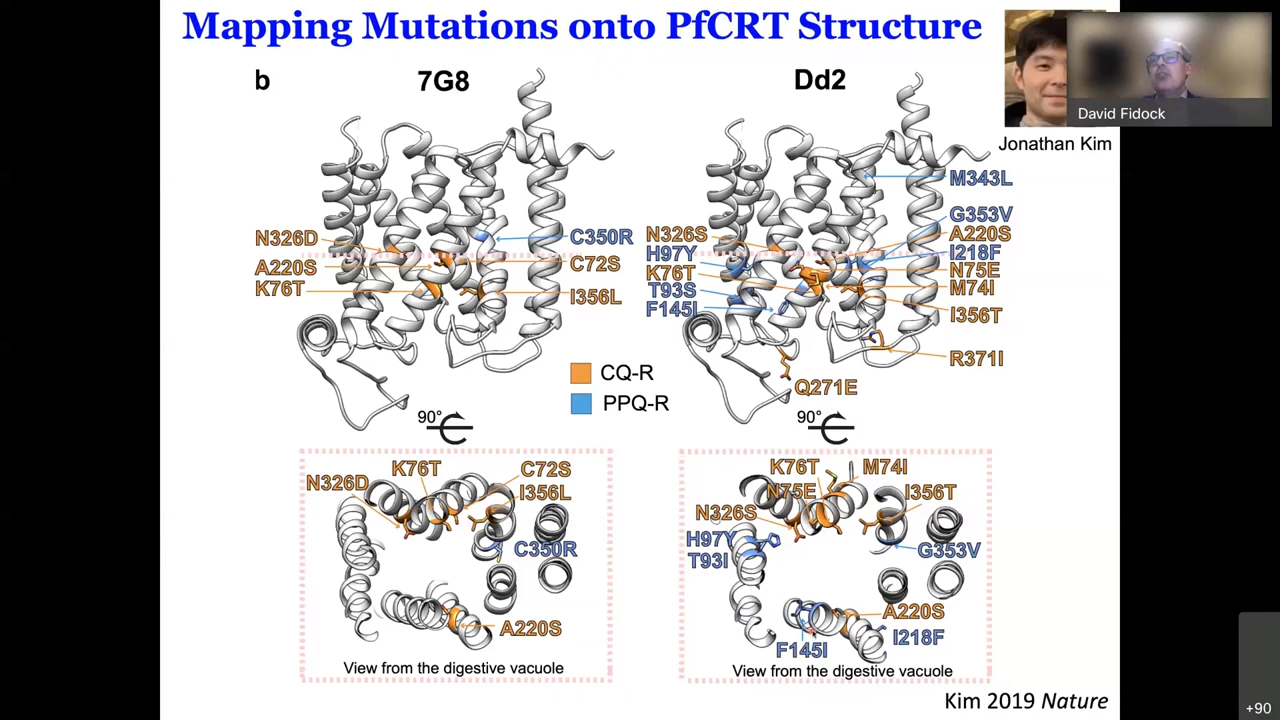 Mapping Mutations onto PfCRT Structure
David Fidock
Jonathan Kim
b
7G8
Dd2
N326D
A220S
K76T
C350R
C72S
I356L
N326S
H97Y
K76T
T93S
F145I
M343L
G353V
A220S
I218F
N75E
M74I
I356T
R371I
Q271E
CQ-R
PPQ-R
90°
90°
N326D
K76T
C72S
I356L
C350R
A220S
View from the digestive vacuole
K76T
M74I
N75E
I356T
N326S
H97Y
T93I
G353V
A220S
I218F
F145I
View from the digestive vacuole
Kim 2019 Nature
+90